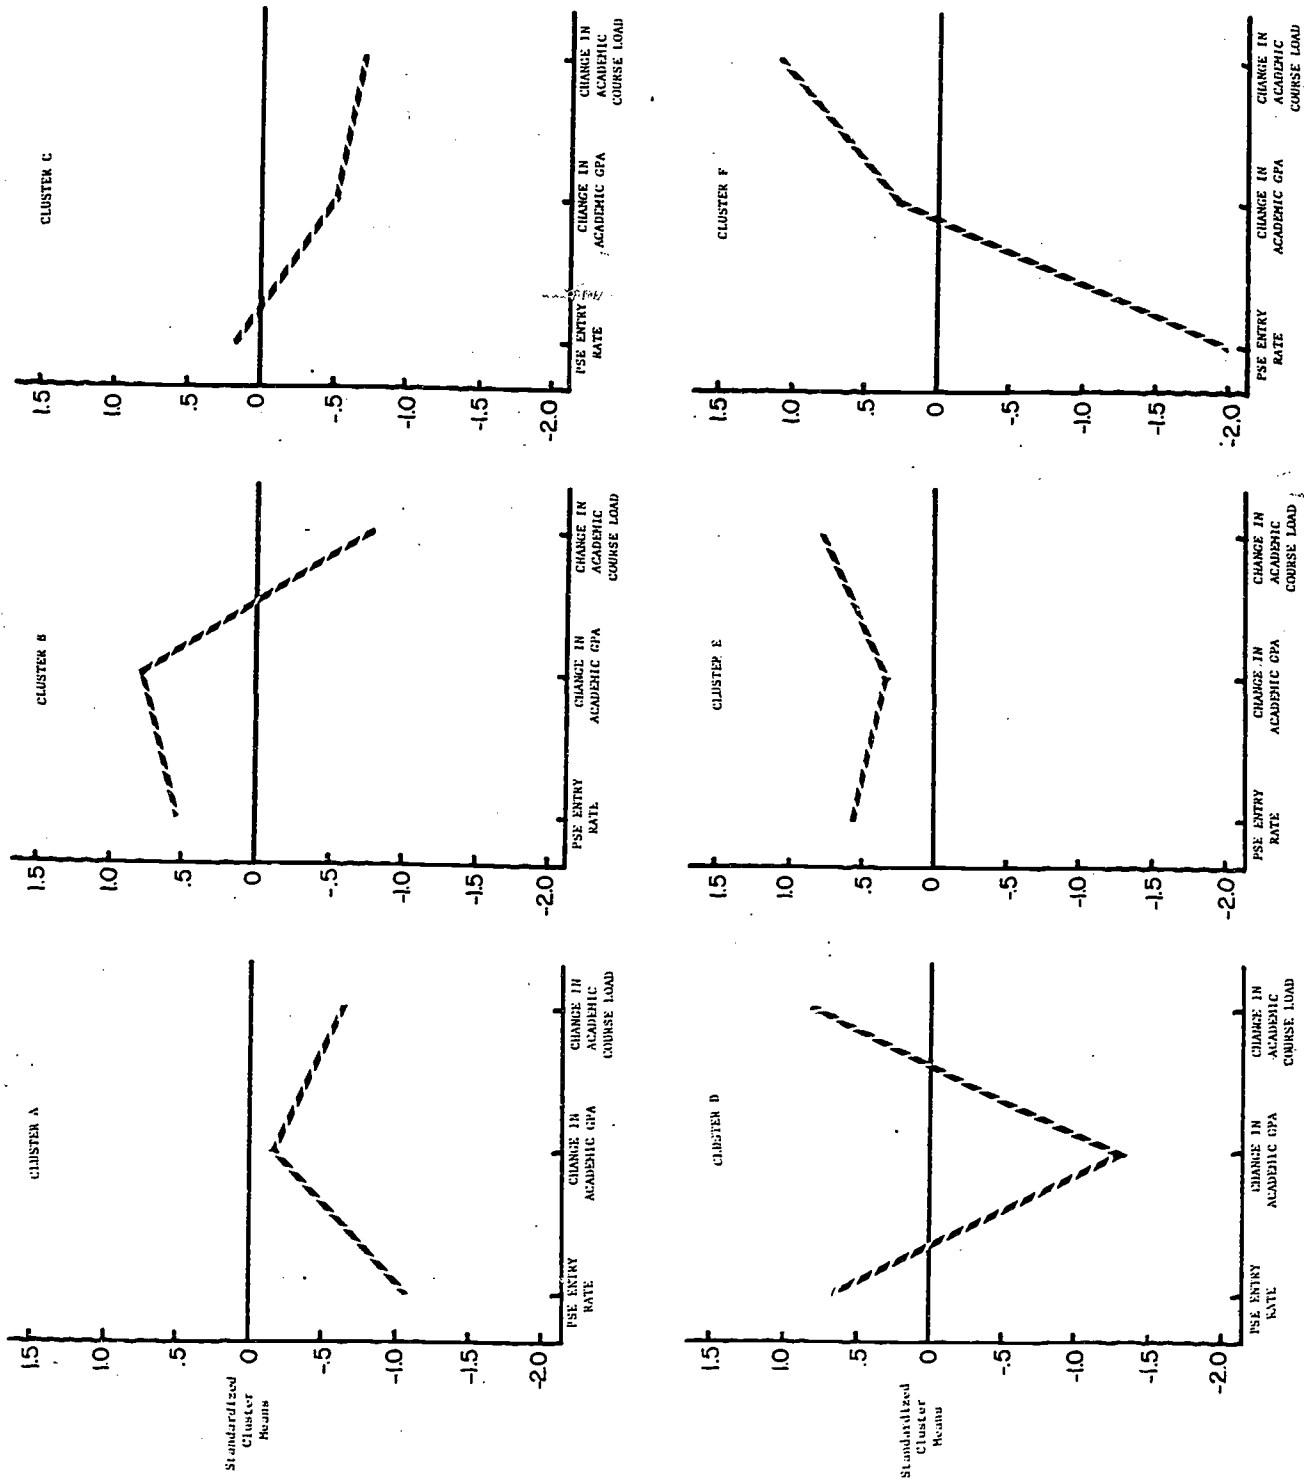 CLUSTER A
1.5
1.0
.5
0
-.5
-1.0
-1.5
-2.0
Standardized
Cluster
Means
PSE ENTRY
RATE
CHANGE IN
ACADEMIC GPA
CHANGE IN
ACADEMIC
COURSE LOAD
CLUSTER B
1.5
1.0
.5
0
-.5
-1.0
-1.5
-2.0
PSE ENTRY
RATE
CHANGE IN
ACADEMIC GPA
CHANGE IN
ACADEMIC
COURSE LOAD
CLUSTER C
1.5
1.0
.5
0
-.5
-1.0
-1.5
-2.0
PSE ENTRY
RATE
CHANGE IN
ACADEMIC GPA
CHANGE IN
ACADEMIC
COURSE LOAD
CLUSTER D
1.5
1.0
.5
0
-.5
-1.0
-1.5
-2.0
Standardized
Cluster
Means
PSE ENTRY
RATE
CHANGE IN
ACADEMIC GPA
CHANGE IN
ACADEMIC
COURSE LOAD
CLUSTER E
1.5
1.0
.5
0
-.5
-1.0
-1.5
-2.0
PSE ENTRY
RATE
CHANGE IN
ACADEMIC GPA
CHANGE IN
ACADEMIC
COURSE LOAD
CLUSTER F
1.5
1.0
.5
0
-.5
-1.0
-1.5
-2.0
PSE ENTRY
RATE
CHANGE IN
ACADEMIC GPA
CHANGE IN
ACADEMIC
COURSE LOAD